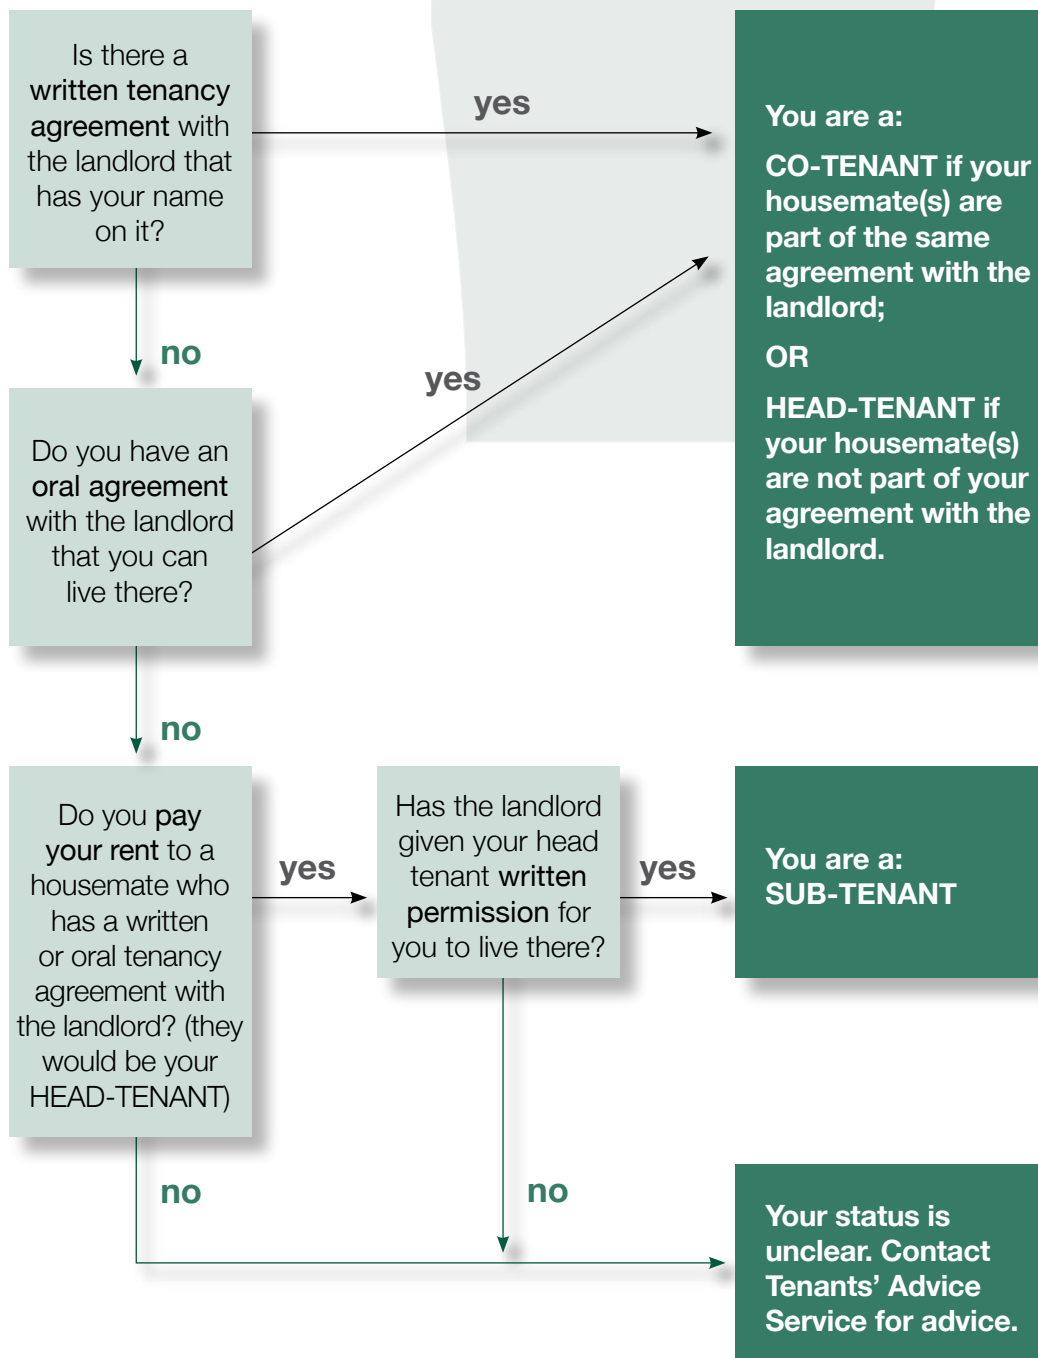 Is there a
written tenancy
agreement with
the landlord that
has your name
on it?
yes
You are a:
CO-TENANT if your
housemate(s) are
part of the same
agreement with the
landlord;
OR
HEAD-TENANT if
your housemate(s)
are not part of your
agreement with the
landlord.
no
yes
Do you have an
oral agreement
with the landlord
that you can
live there?
no
Do you pay
your rent to a
housemate who
has a written
or oral tenancy
agreement with
the landlord? (they
would be your
HEAD-TENANT)
yes
Has the landlord
given your head
tenant written
permission for
you to live there?
yes
You are a:
SUB-TENANT
no
no
Your status is
unclear. Contact
Tenants’ Advice
Service for advice.